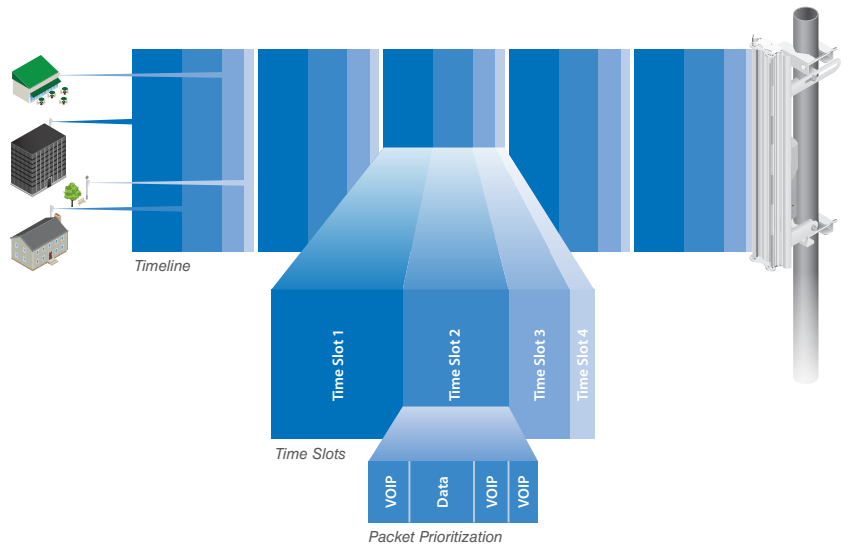 Timeline
Time Slot 1
Time Slot 2
Time Slot 3
Time Slot 4
Time Slots
VOIP
Data
VOIP
VOIP
Packet Prioritization